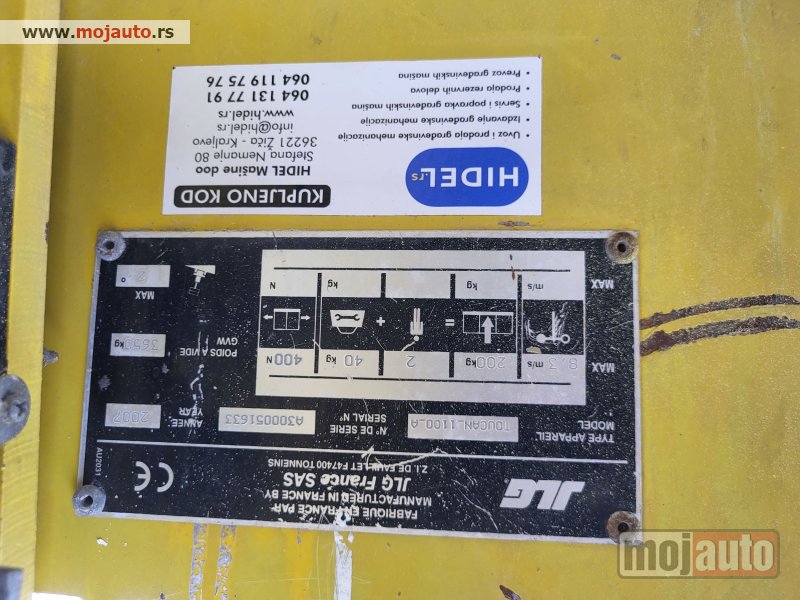 www.mojauto.rs
HIDEL.rs
• Uvoz i prodaja građevinske mehanizacije
• Izdavanje građevinske mehanizacije
• Servis i popravka građevinskih mašina
• Prodaja rezervnih delova
• Prevoz građevinskih mašina
KUPLJENO KOD
HIDEL Mašine doo
Stefana Nemanje 80
36221 Žiča - Kraljevo
info@hidel.rs
www.hidel.rs
064 131 77 91
064 119 75 76
JLG
FABRIQUE EN FRANCE PAR
MANUFACTURED IN FRANCE BY
JLG France SAS
Z.I. DE FAUILLET F47400 TONNEINS
CE
AU2031
TYPE APPAREIL
MODEL
TOUCAN 1100_A
N° DE SERIE
SERIAL N°
A300051633
ANNEE
YEAR
2007
MAX
8.3 m/s
200 kg
2
40 kg
400 N
= +
POIDS A VIDE
GVW
3650 kg
MAX
m/s
kg
kg
N
MAX
2 °
mojauto